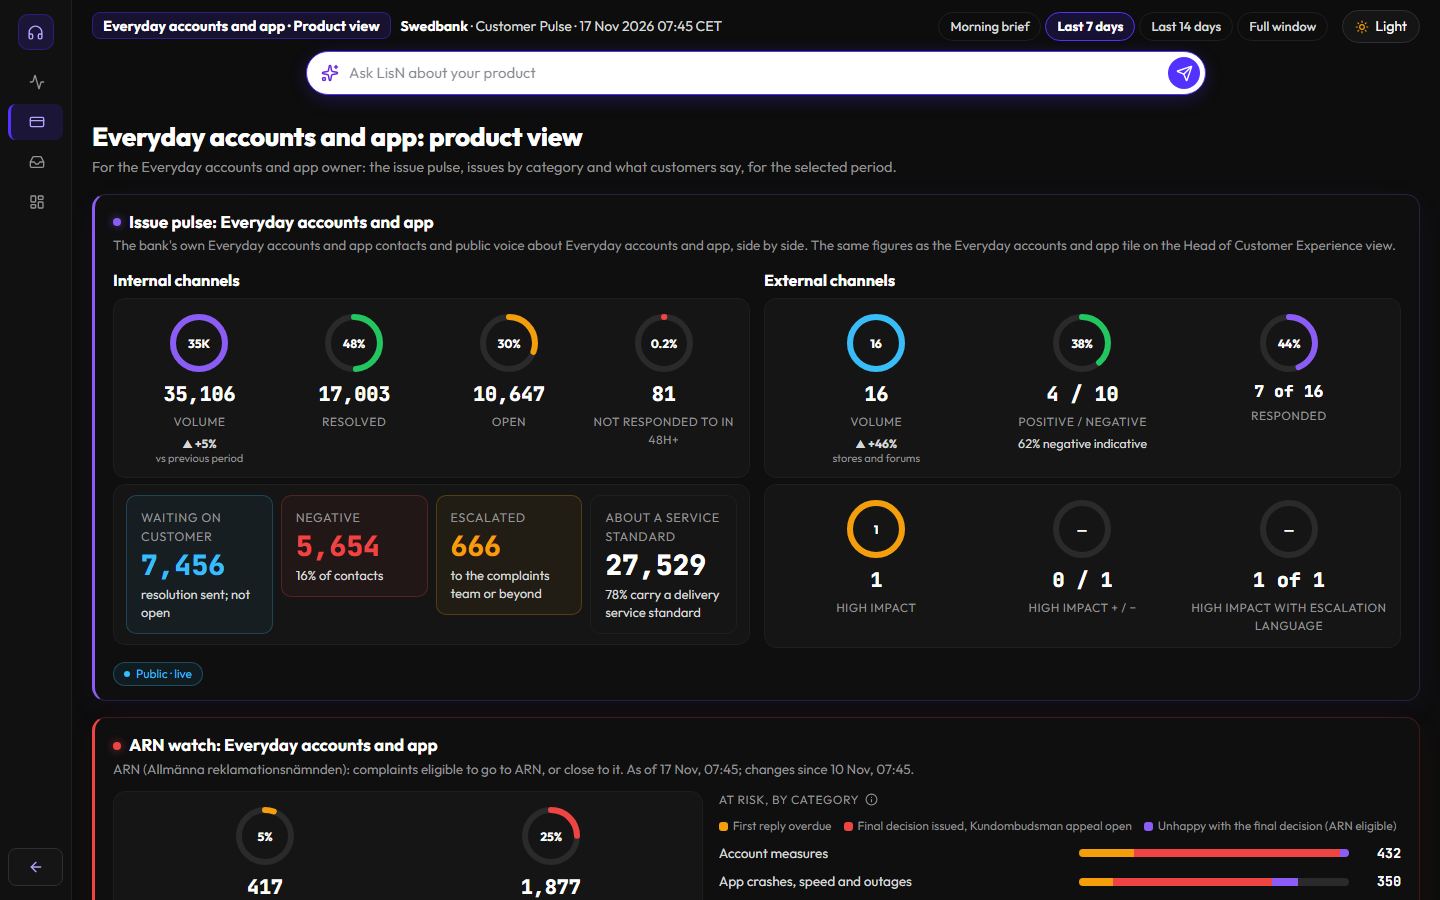 Everyday accounts and app · Product view
Swedbank · Customer Pulse · 17 Nov 2026 07:45 CET
Morning brief
Last 7 days
Last 14 days
Full window
Light
Ask LisN about your product
Everyday accounts and app: product view
For the Everyday accounts and app owner: the issue pulse, issues by category and what customers say, for the selected period.
Issue pulse: Everyday accounts and app
The bank's own Everyday accounts and app contacts and public voice about Everyday accounts and app, side by side. The same figures as the Everyday accounts and app tile on the Head of Customer Experience view.
Internal channels
35K
48%
30%
0.2%
35,106
17,003
10,647
81
VOLUME
RESOLVED
OPEN
NOT RESPONDED TO IN
48H+
▲ +5%
vs previous period
WAITING ON
CUSTOMER
7,456
resolution sent; not
open
NEGATIVE
5,654
16% of contacts
ESCALATED
666
to the complaints
team or beyond
ABOUT A SERVICE
STANDARD
27,529
78% carry a delivery
service standard
External channels
16
38%
44%
16
4 / 10
7 of 16
VOLUME
POSITIVE / NEGATIVE
RESPONDED
▲ +46%
62% negative indicative
stores and forums
1
–
–
1
0 / 1
1 of 1
HIGH IMPACT
HIGH IMPACT + / −
HIGH IMPACT WITH ESCALATION
LANGUAGE
Public · live
ARN watch: Everyday accounts and app
ARN (Allmänna reklamationsnämnden): complaints eligible to go to ARN, or close to it. As of 17 Nov, 07:45; changes since 10 Nov, 07:45.
5%
25%
417
1,877
AT RISK, BY CATEGORY
First reply overdue
Final decision issued, Kundombudsman appeal open
Unhappy with the final decision (ARN eligible)
Account measures
432
App crashes, speed and outages
350